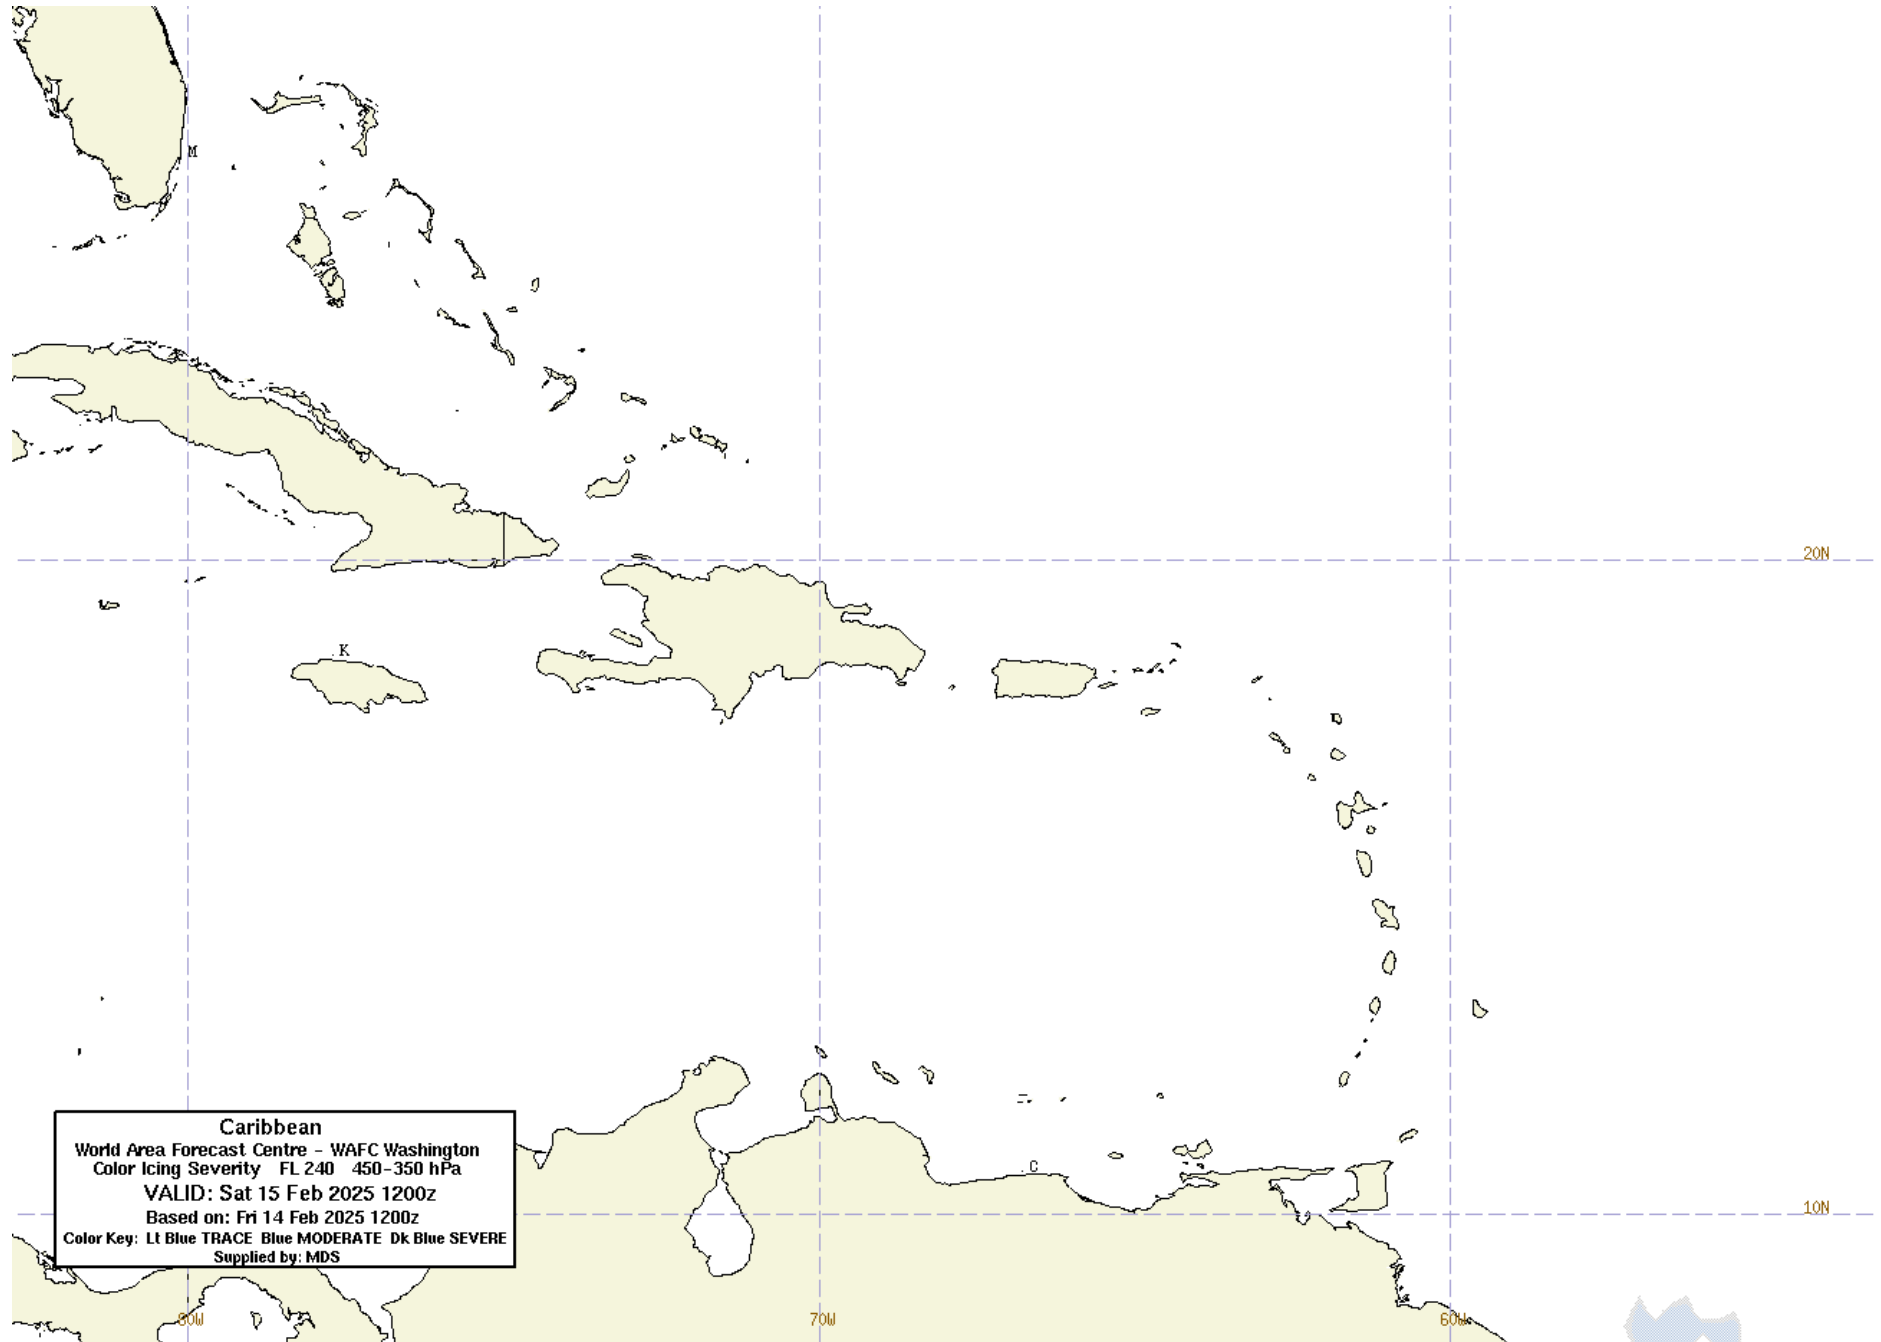 M
20N
K
C
10N
Caribbean
World Area Forecast Centre - WAFC Washington
Color Icing Severity FL 240 450-350 hPa
VALID: Sat 15 Feb 2025 1200z
Based on: Fri 14 Feb 2025 1200z
Color Key: Lt Blue TRACE Blue MODERATE Dk Blue SEVERE
Supplied by: MDS
80W 70W 60W